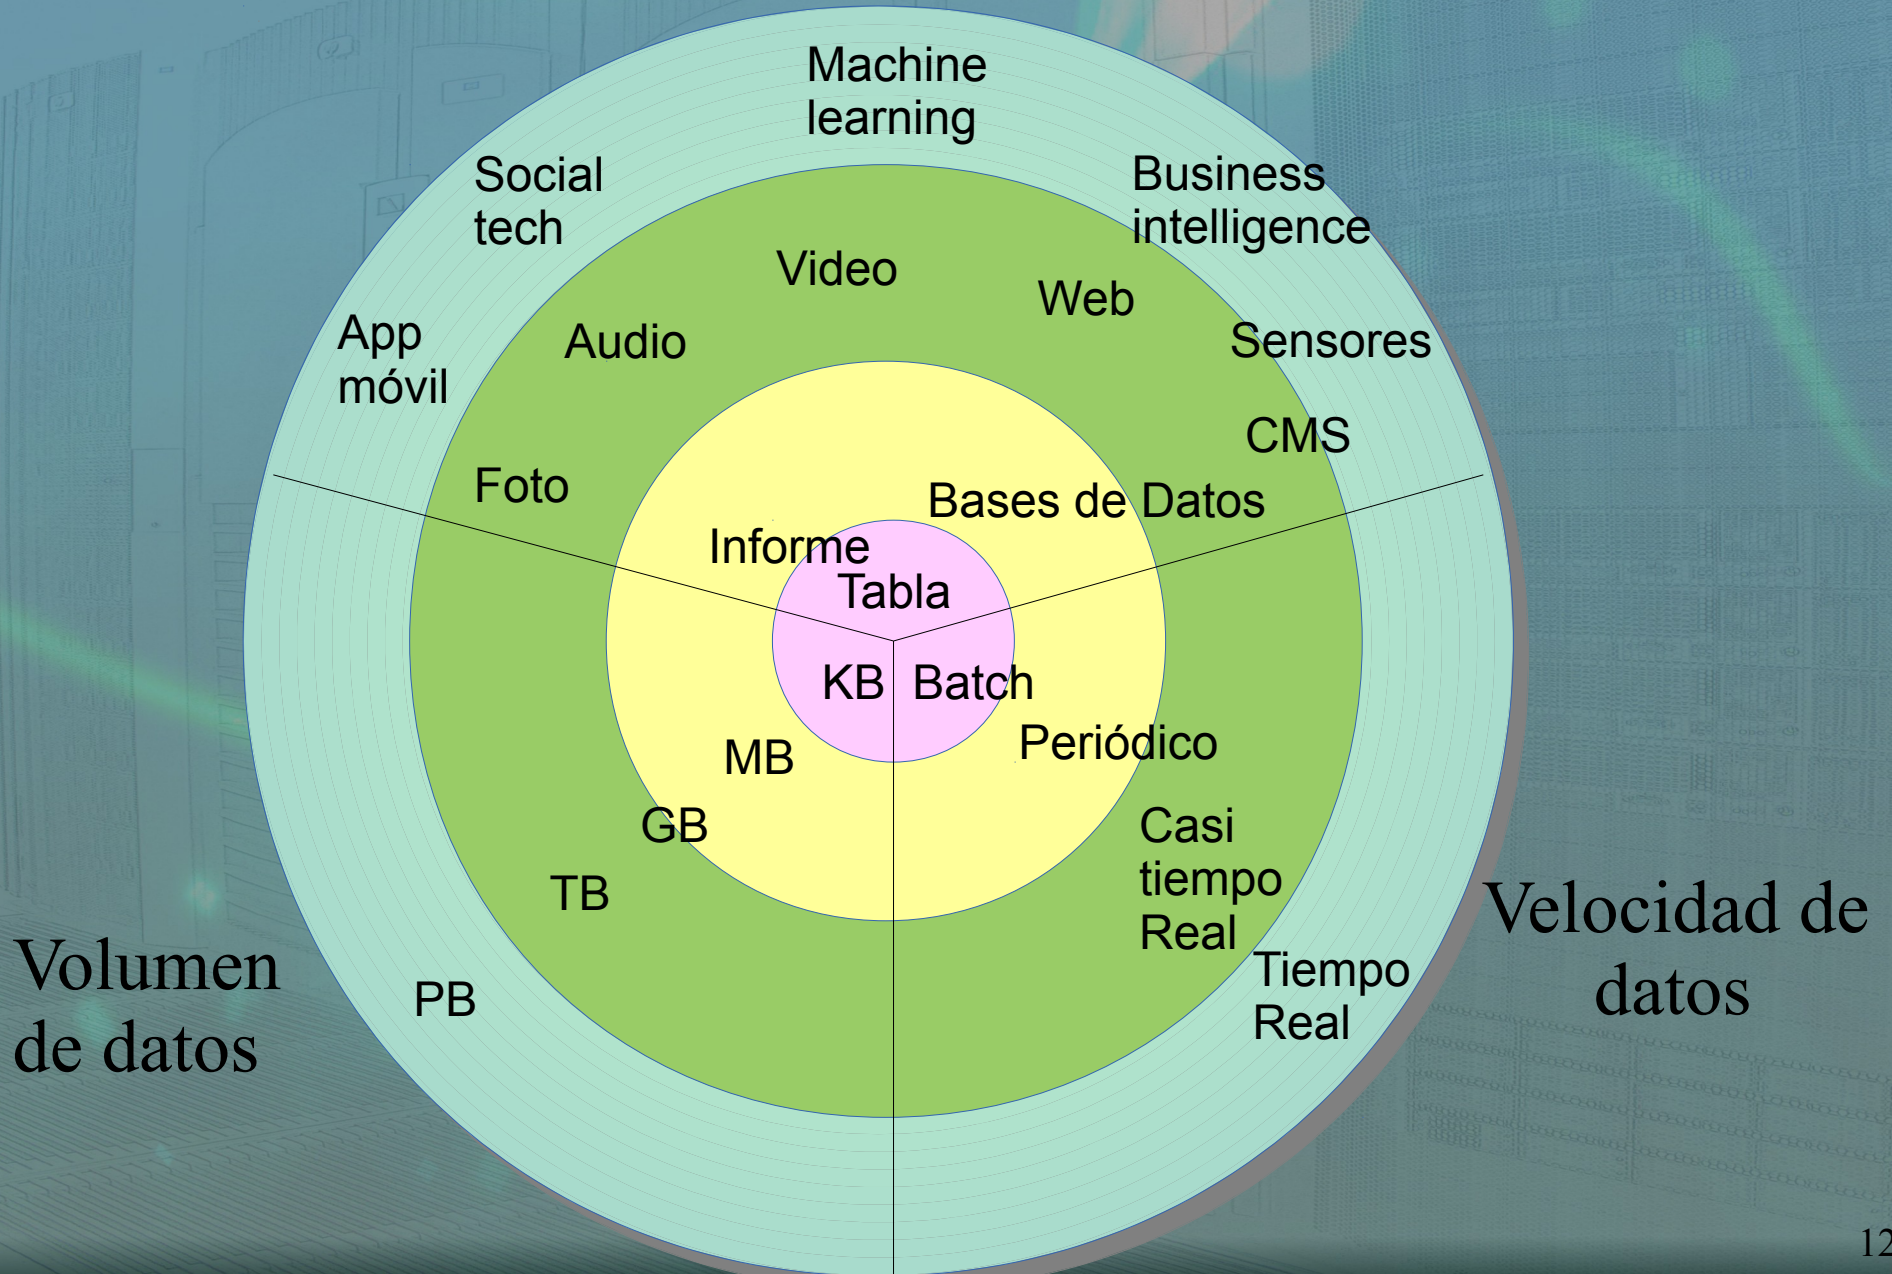 Machine
learning
Social
tech
Business
intelligence
Video
Web
App
móvil
Audio
Sensores
CMS
Foto
Bases de Datos
Informe
Tabla
KB
Batch
MB
Periódico
GB
Casi
tiempo
Real
TB
Velocidad de
datos
Volumen
de datos
PB
Tiempo
Real
12